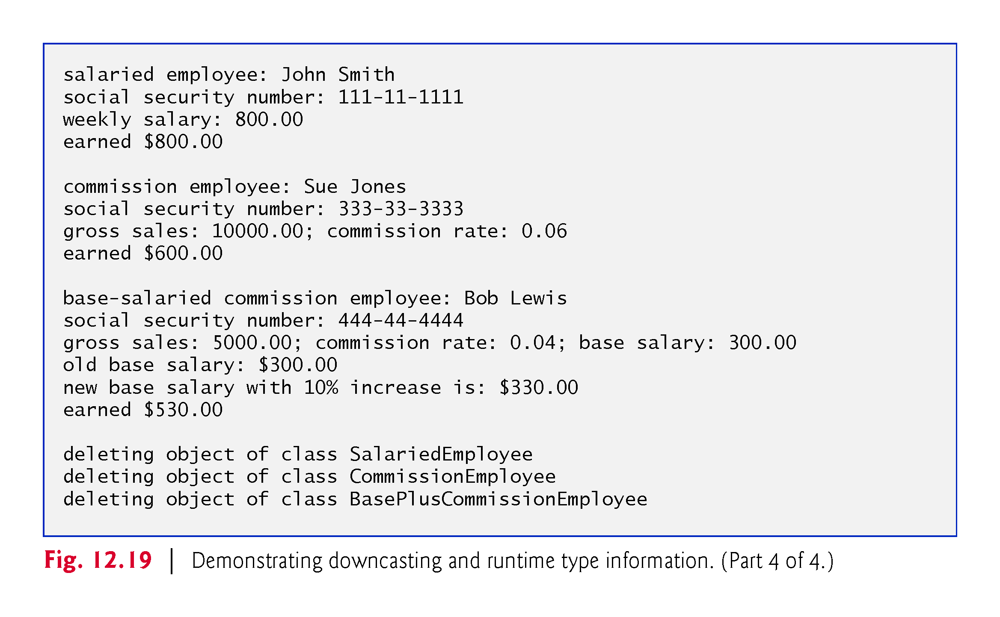 salaried employee: John Smith
social security number: 111-11-1111
weekly salary: 800.00
earned $800.00
commission employee: Sue Jones
social security number: 333-33-3333
gross sales: 10000.00; commission rate: 0.06
earned $600.00
base-salaried commission employee: Bob Lewis
social security number: 444-44-4444
gross sales: 5000.00; commission rate: 0.04; base salary: 300.00
old base salary: $300.00
new base salary with 10% increase is: $330.00
earned $530.00
deleting object of class SalariedEmployee
deleting object of class CommissionEmployee
deleting object of class BasePlusCommissionEmployee
Fig. 12.19 | Demonstrating downcasting and runtime type information. (Part 4 of 4.)